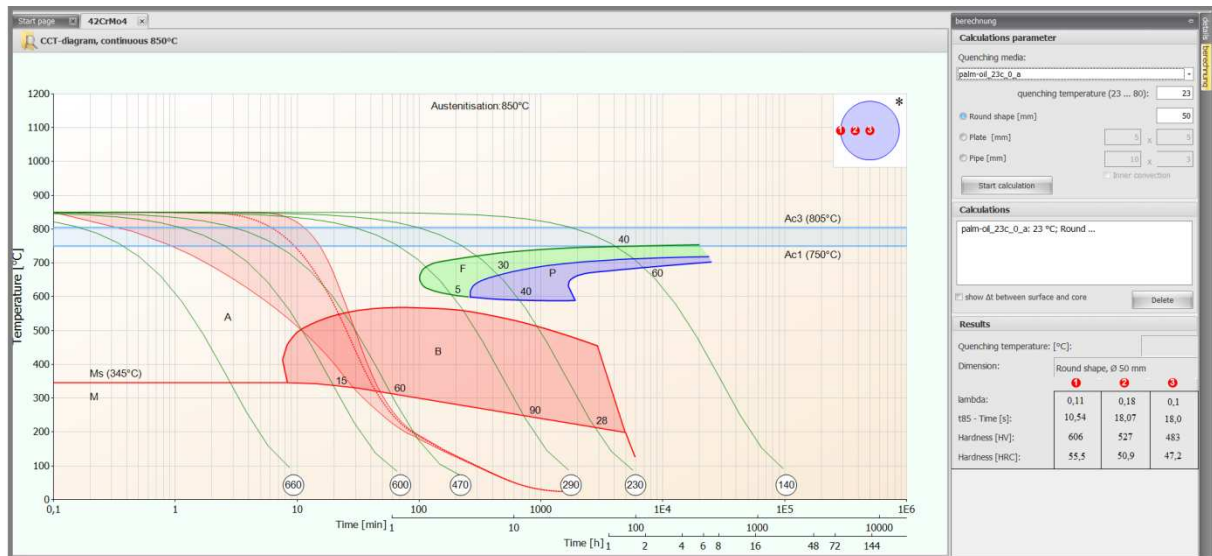 Start page
42CrMo4
CCT-diagram, continuous 850°C
Austenitisation:850°C
*
1 2 3
Temperature [°C]
1200
1100
1000
900
800
700
600
500
400
300
200
100
0
Ac3 (805°C)
Ac1 (750°C)
40
F
30
P
60
5
40
A
B
Ms (345°C)
M
15
60
90
28
660
600
470
290
230
140
0,1
1
10
100
1000
1E4
1E5
1E6
Time [min] 1 10 100 1000 10000
Time [h] 1 2 4 6 8 16 48 72 144
berechnung
Calculations parameter
Quenching media:
palm-oil_23c_0_a
quenching temperature (23 ... 80): 23
Round shape [mm] 50
Plate [mm] 5 x 5
Pipe [mm] 10 x 3
Inner convection
Start calculation
Calculations
palm-oil_23c_0_a: 23 °C; Round ...
show Δt between surface and core
Delete
Results
Quenching temperature: [°C]:
Dimension: Round shape, Ø 50 mm
1 2 3
lambda: 0,11 0,18 0,1
t85 - Time [s]: 10,54 18,07 18,0
Hardness [HV]: 606 527 483
Hardness [HRC]: 55,5 50,9 47,2
details
berechnung